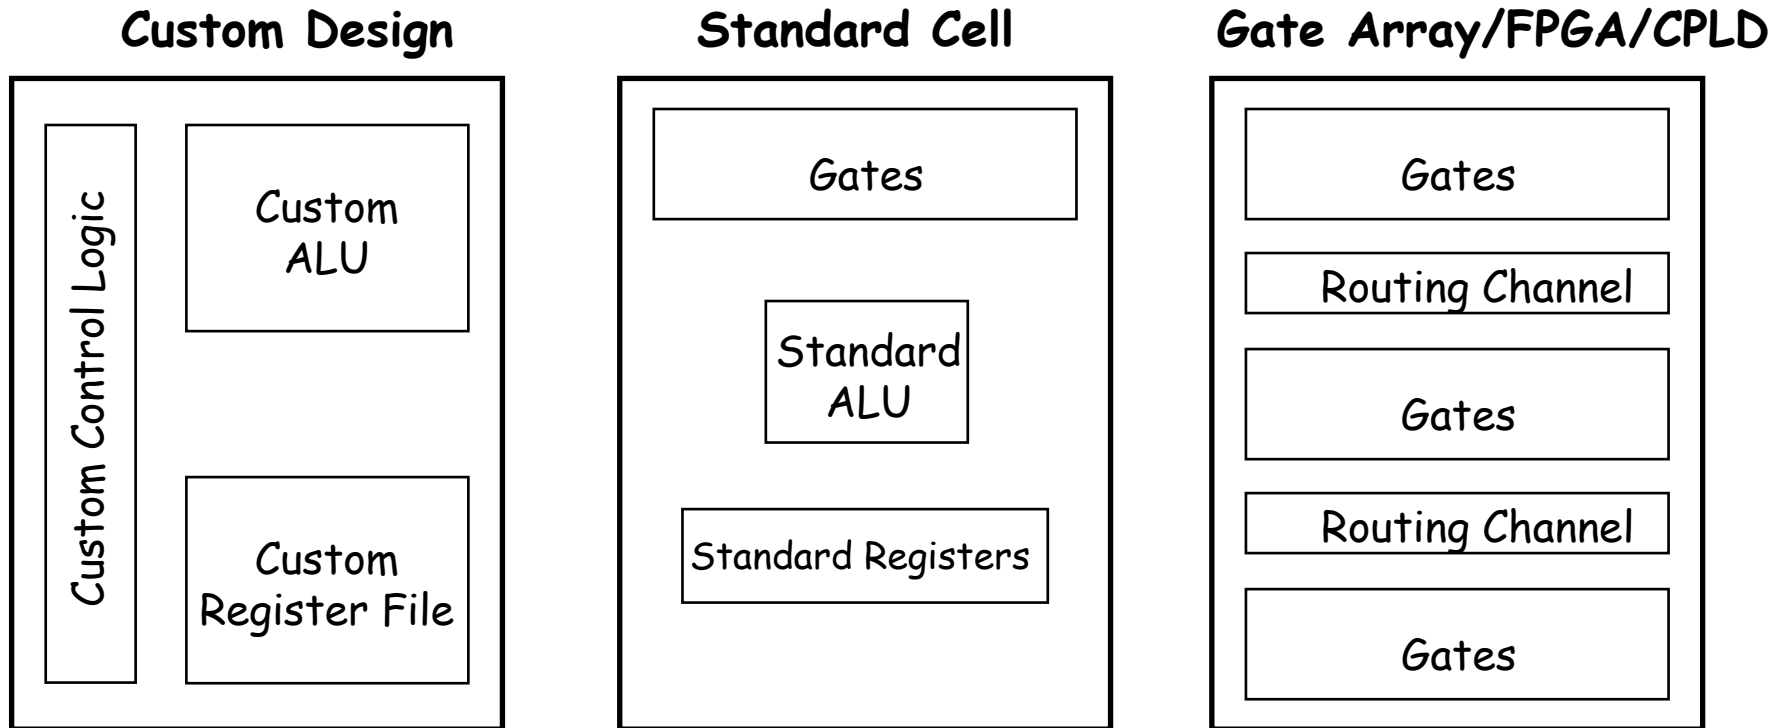 Custom Design
Custom Control Logic
Custom
ALU
Custom
Register File
Standard Cell
Gates
Standard
ALU
Standard Registers
Gate Array/FPGA/CPLD
Gates
Routing Channel
Gates
Routing Channel
Gates